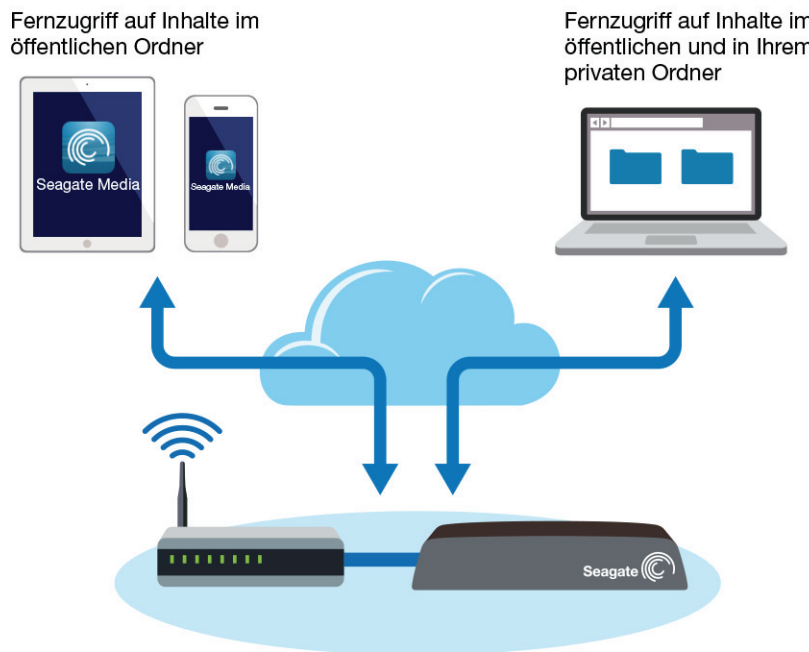 Fernzugriff auf Inhalte im
öffentlichen Ordner
Fernzugriff auf Inhalte im
öffentlichen und in Ihrem
privaten Ordner
Seagate Media
Seagate Media
Seagate